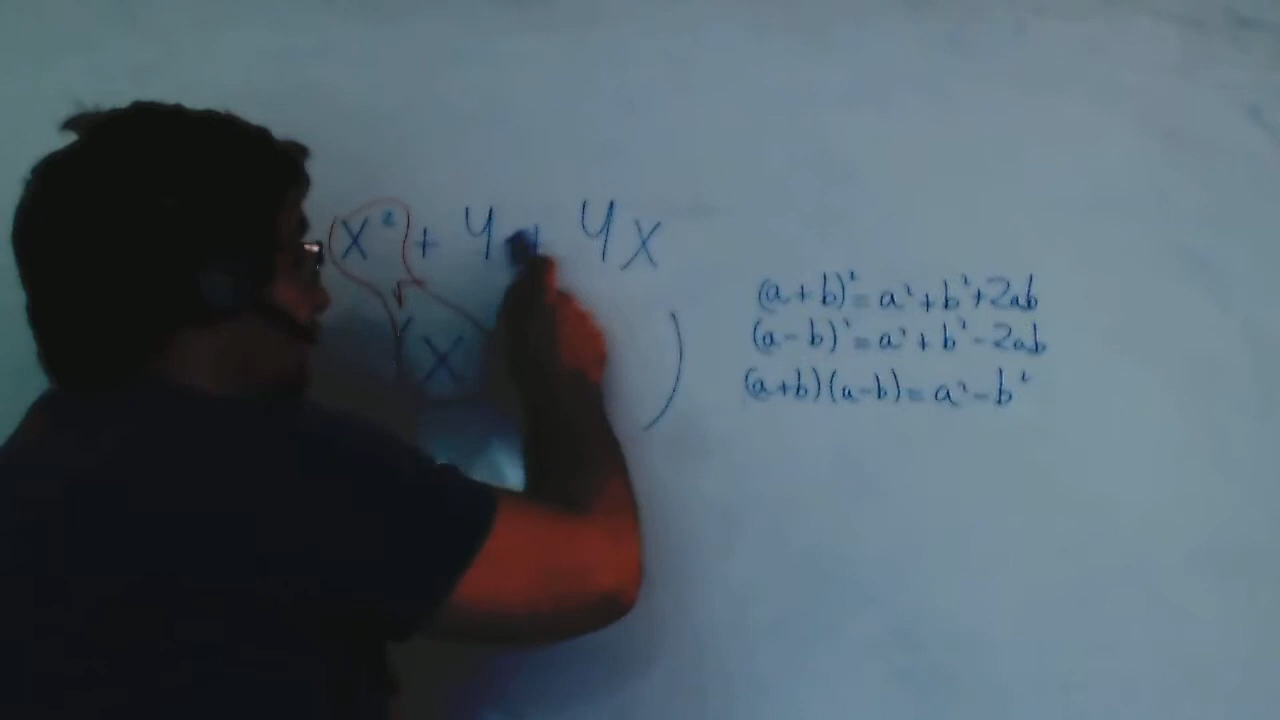 x² + 4 + 4x
√
(x )
(a+b)² = a² + b² + 2ab
(a-b)² = a² + b² - 2ab
(a+b)(a-b) = a² - b²